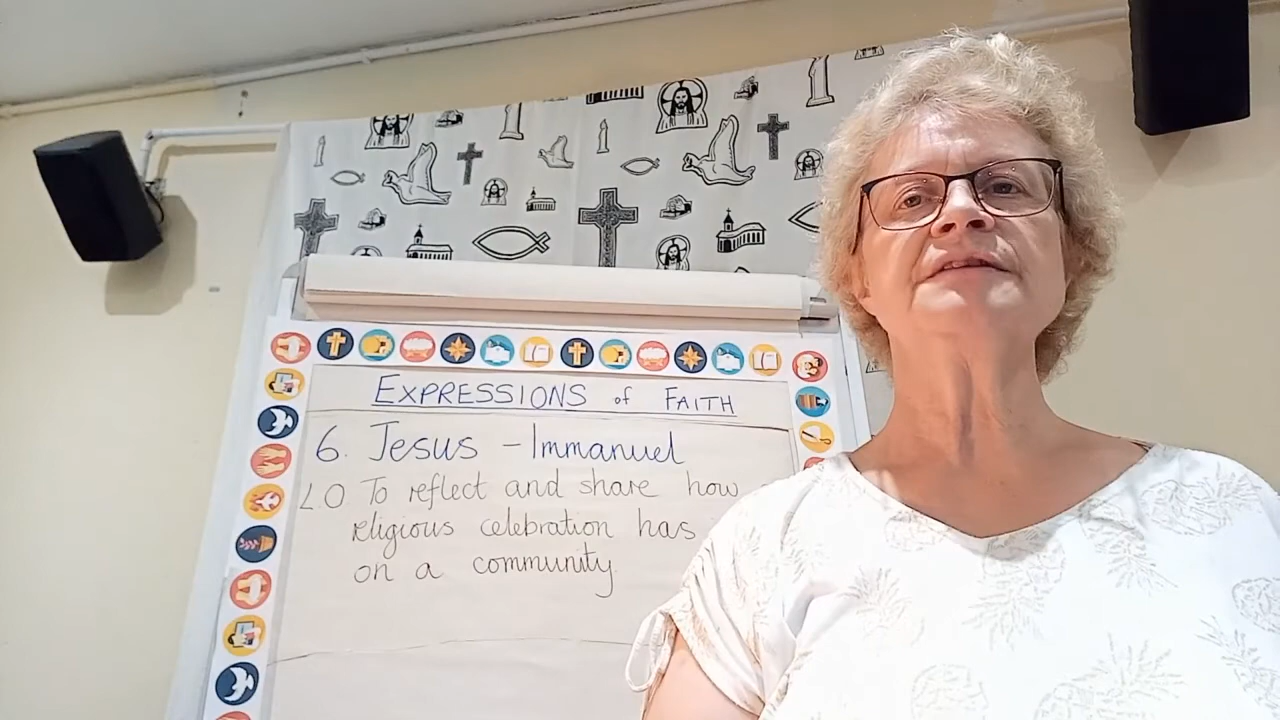 EXPRESSIONS of FAITH
6. Jesus - Immanuel
LO To reflect and share how
religious celebration has
on a community